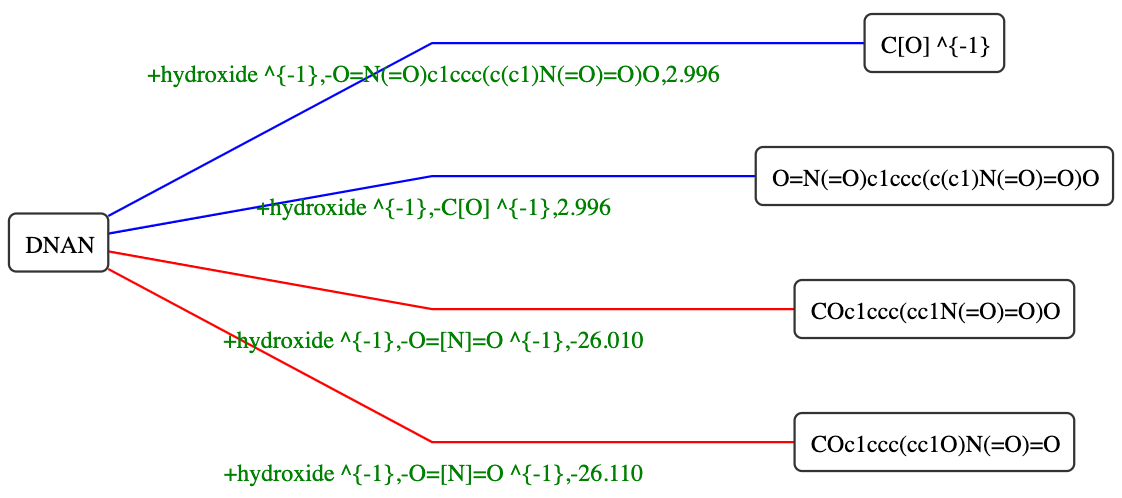 C[O] ^{-1}
+hydroxide ^{-1},-O=N(=O)c1ccc(c(c1)N(=O)=O)O,2.996
O=N(=O)c1ccc(c(c1)N(=O)=O)O
+hydroxide ^{-1},-C[O] ^{-1},2.996
DNAN
COc1ccc(cc1N(=O)=O)O
+hydroxide ^{-1},-O=[N]=O ^{-1},-26.010
COc1ccc(cc1O)N(=O)=O
+hydroxide ^{-1},-O=[N]=O ^{-1},-26.110